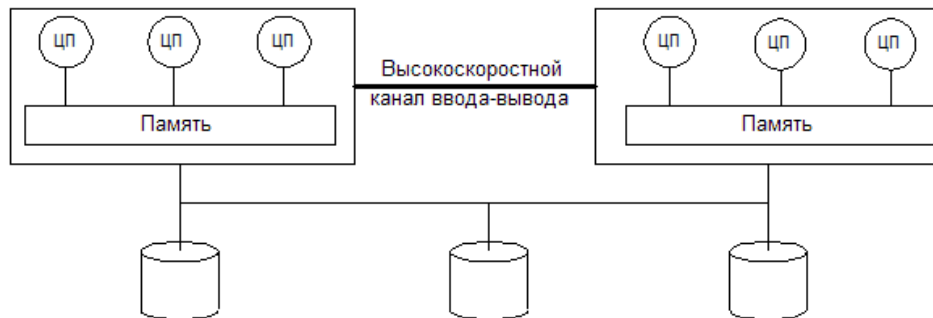 ЦП ЦП ЦП
ЦП ЦП ЦП
Высокоскоростной
канал ввода-вывода
Память
Память